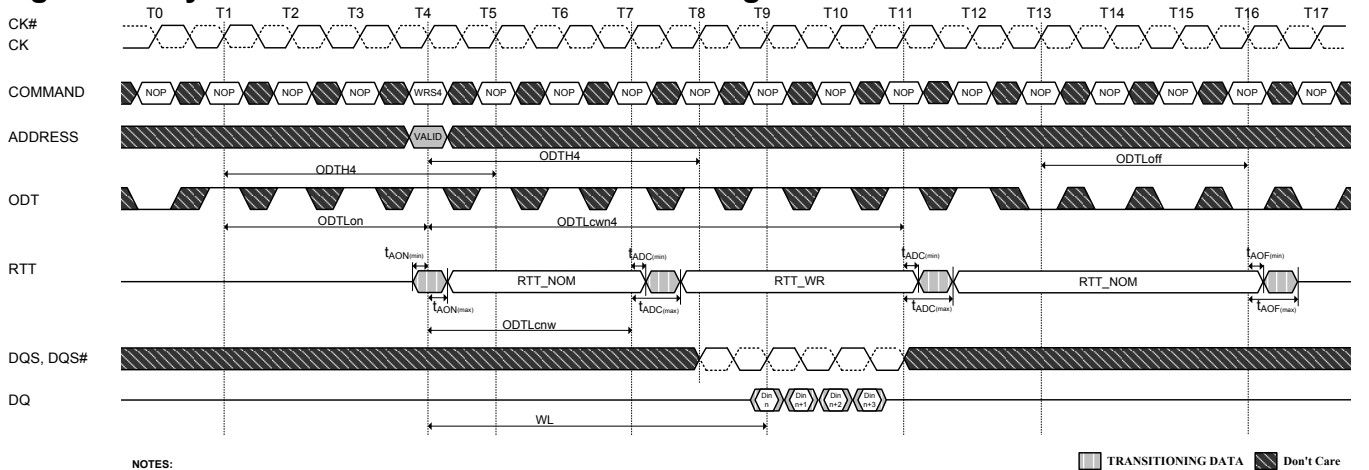 T0 T1 T2 T3 T4 T5 T6 T7 T8 T9 T10 T11 T12 T13 T14 T15 T16 T17
CK#
CK
COMMAND NOP NOP NOP NOP WRS4 NOP NOP NOP NOP NOP NOP NOP NOP NOP NOP NOP NOP NOP
ADDRESS VALID
ODTH4 ODTLoff
ODTH4
ODT
ODTLon ODTLcwn4
tAON(min) tADC(min) tADC(min) tAOF(min)
RTT RTT_NOM RTT_WR RTT_NOM
tAON(max) tADC(max) tADC(max) tAOF(max)
ODTLcnw
DQS, DQS#
DQ Din n Din n+1 Din n+2 Din n+3
WL
NOTES: TRANSITIONING DATA Don't Care